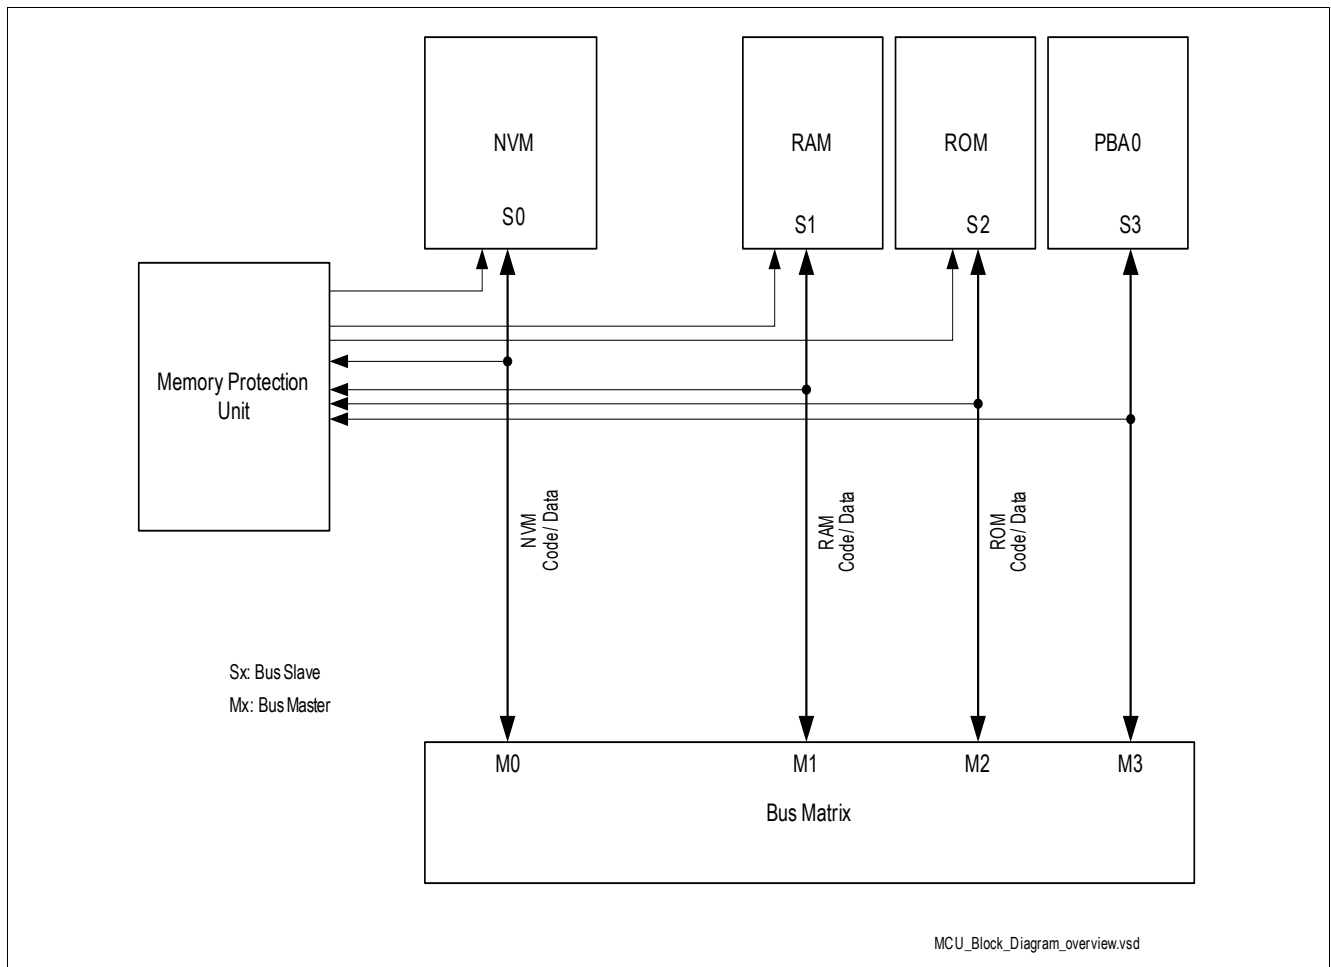 NVM
RAM
ROM
PBA0
S0
S1
S2
S3
Memory Protection
Unit
NVM
Code/ Data
RAM
Code/ Data
ROM
Code/ Data
Sx: Bus Slave
Mx: Bus Master
M0
M1
M2
M3
Bus Matrix
MCU_Block_Diagram_overview.vsd